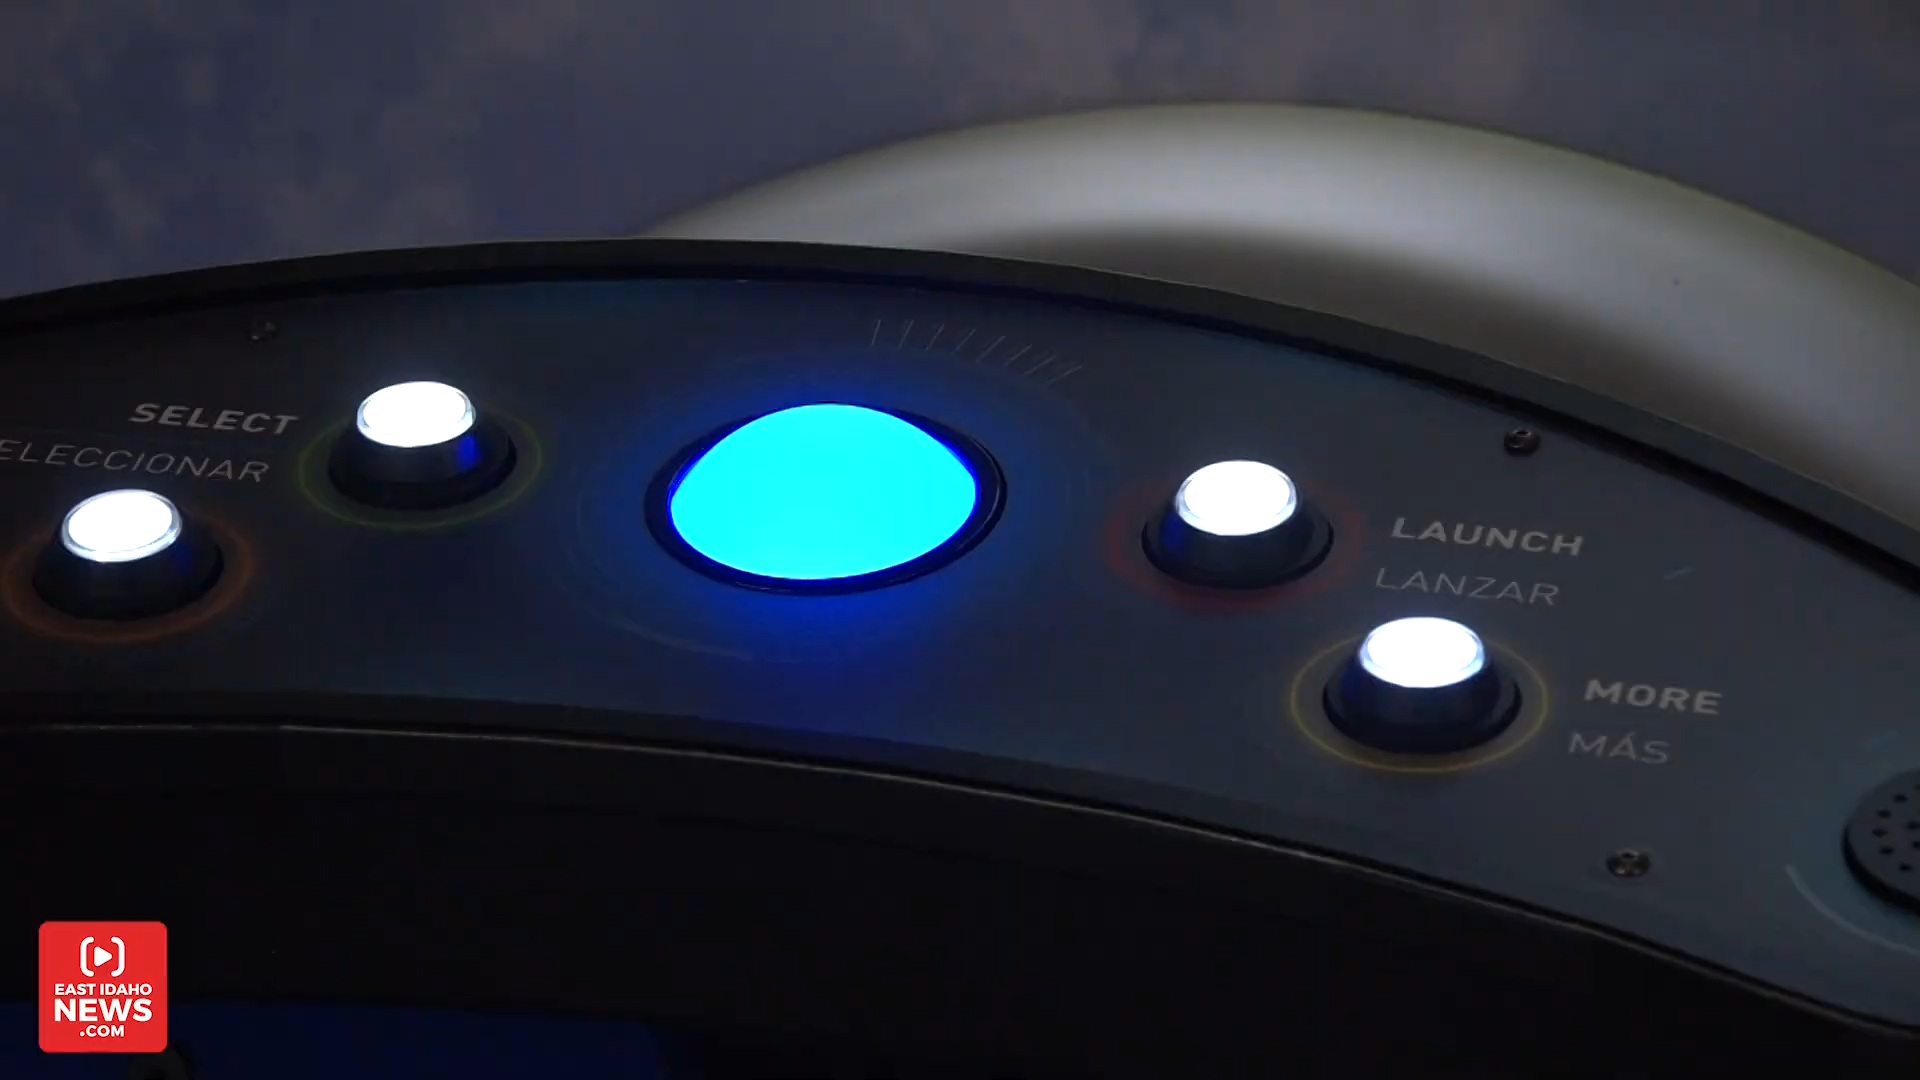 SELECT
ELECCIONAR
LAUNCH
LANZAR
MORE
MÁS
EAST IDAHO
NEWS
.COM